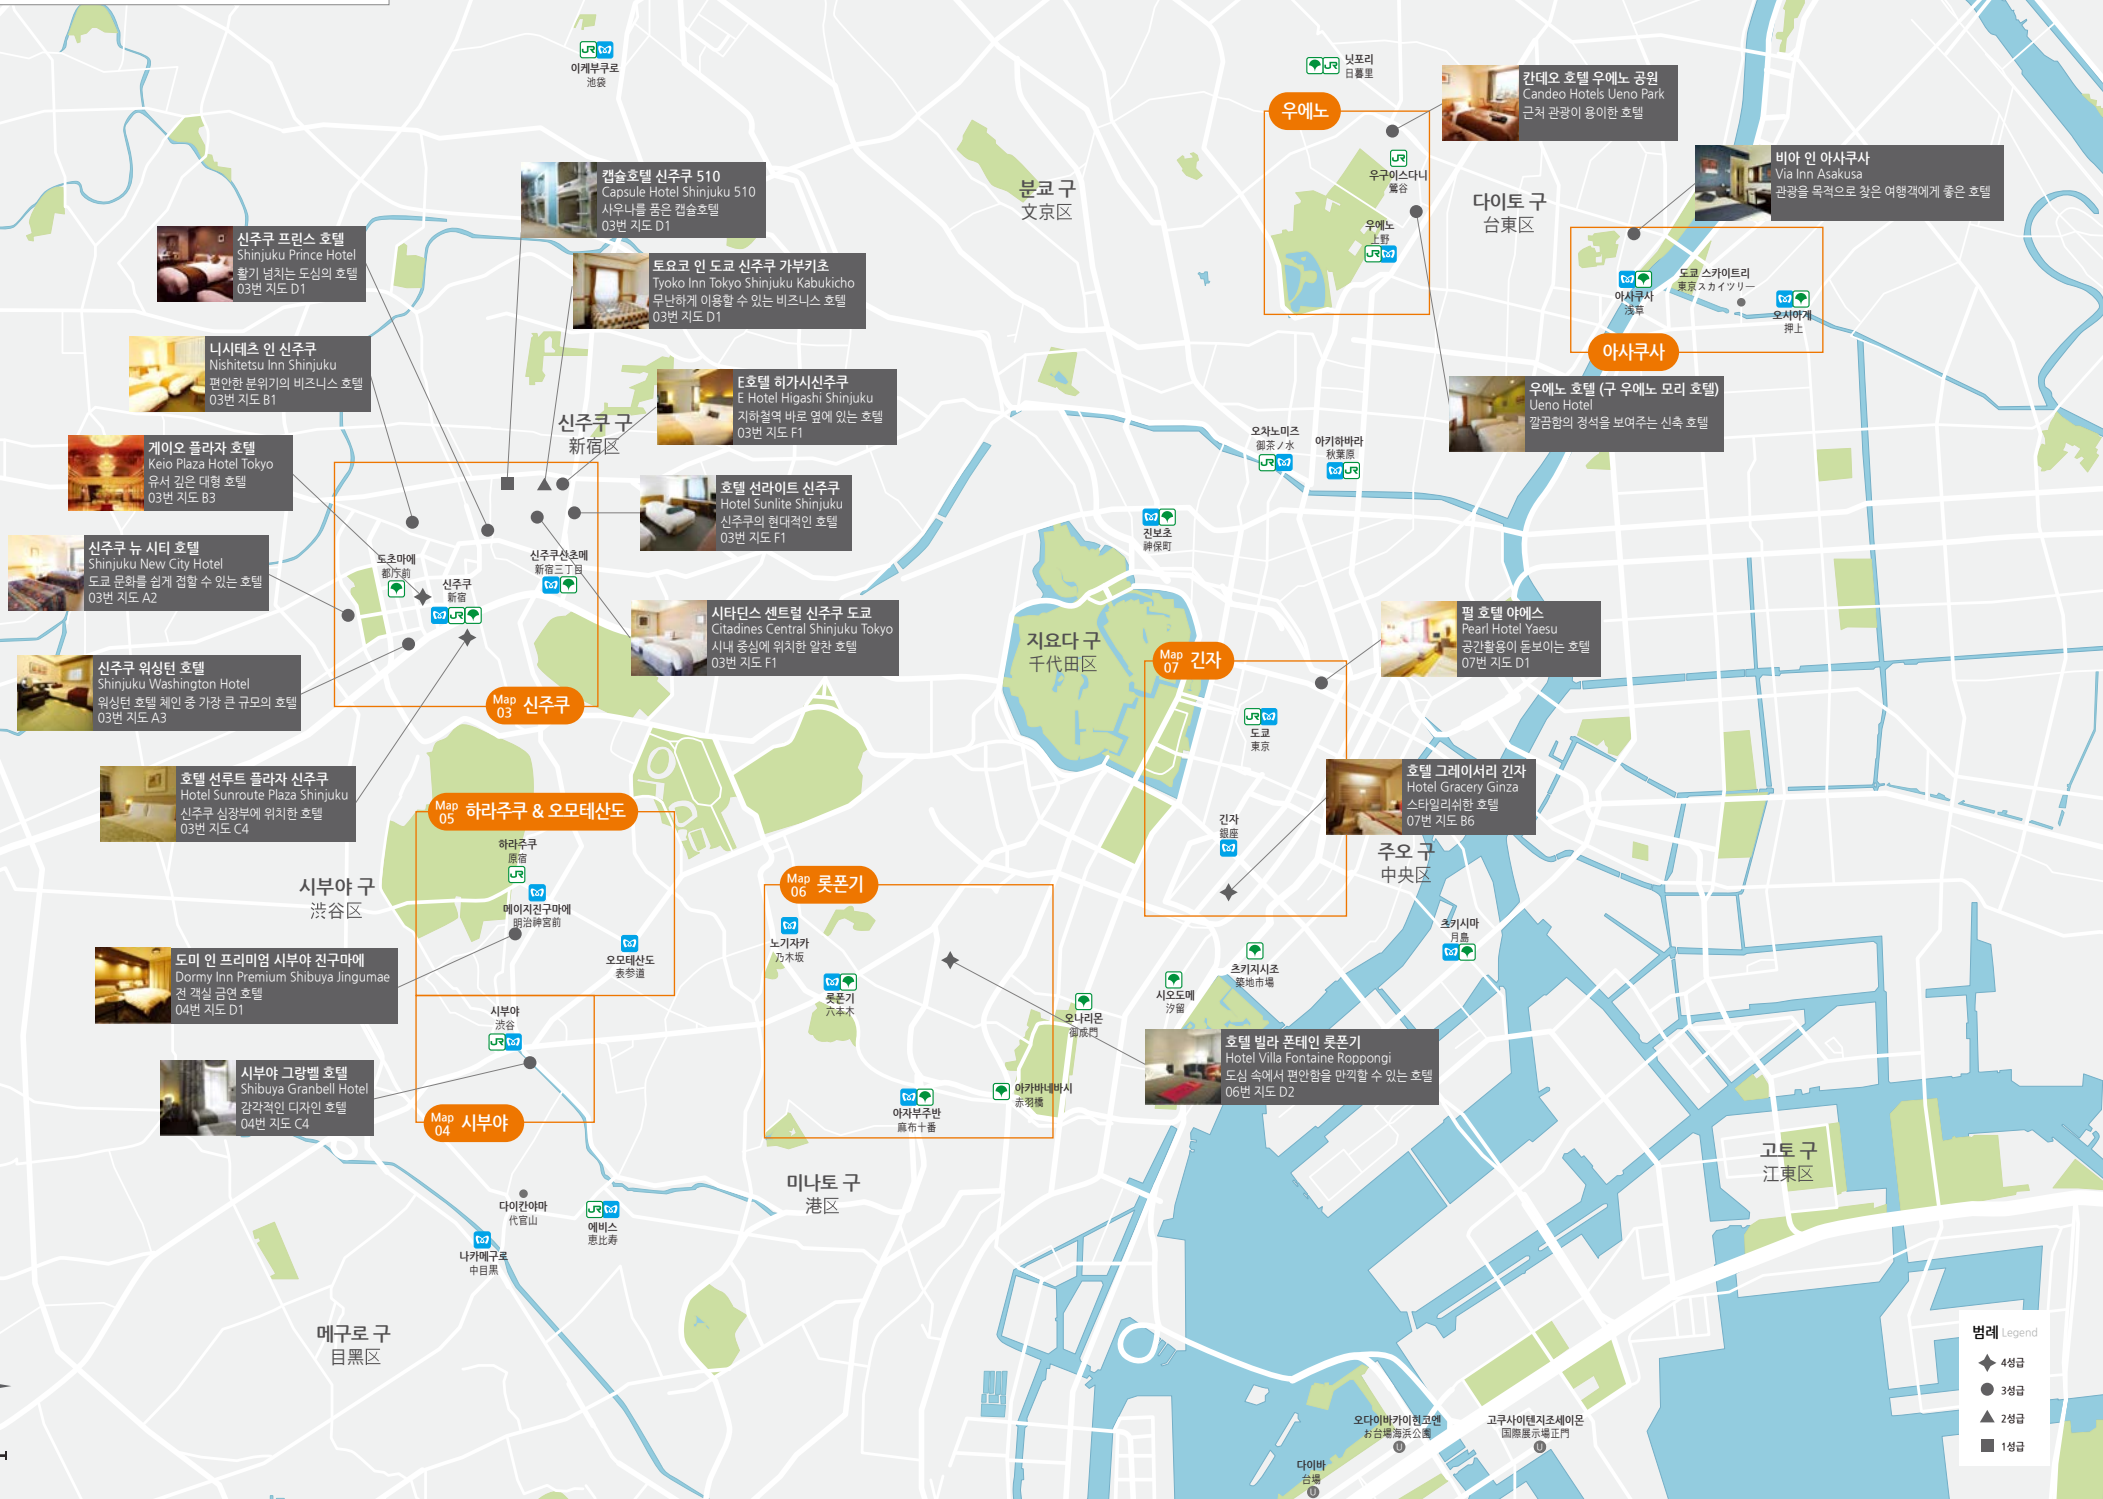 이케부쿠로
池袋
닛포리
日暮里
우에노
칸데오 호텔 우에노 공원
Candeo Hotels Ueno Park
근처 관광이 용이한 호텔
우구이스다니
鶯谷
우에노
上野
다이토 구
台東区
분쿄 구
文京区
비아 인 아사쿠사
Via Inn Asakusa
관광을 목적으로 찾은 여행객에게 좋은 호텔
아사쿠사
浅草
도쿄 스카이트리
東京スカイツリー
오시아게
押上
아사쿠사
우에노 호텔 (구 우에노 모리 호텔)
Ueno Hotel
깔끔함의 정석을 보여주는 신축 호텔
캡슐호텔 신주쿠 510
Capsule Hotel Shinjuku 510
사우나를 품은 캡슐호텔
03번 지도 D1
신주쿠 프린스 호텔
Shinjuku Prince Hotel
활기 넘치는 도심의 호텔
03번 지도 D1
토요코 인 도쿄 신주쿠 가부키초
Tyoko Inn Tokyo Shinjuku Kabukicho
무난하게 이용할 수 있는 비즈니스 호텔
03번 지도 D1
니시테츠 인 신주쿠
Nishitetsu Inn Shinjuku
편안한 분위기의 비즈니스 호텔
03번 지도 B1
E호텔 히가시신주쿠
E Hotel Higashi Shinjuku
지하철역 바로 옆에 있는 호텔
03번 지도 F1
신주쿠 구
新宿区
게이오 플라자 호텔
Keio Plaza Hotel Tokyo
유서 깊은 대형 호텔
03번 지도 B3
호텔 선라이트 신주쿠
Hotel Sunlite Shinjuku
신주쿠의 현대적인 호텔
03번 지도 F1
신주쿠 뉴 시티 호텔
Shinjuku New City Hotel
도쿄 문화를 쉽게 접할 수 있는 호텔
03번 지도 A2
도초마에
都庁前
신주쿠
新宿
신주쿠산초메
新宿三丁目
시타딘스 센트럴 신주쿠 도쿄
Citadines Central Shinjuku Tokyo
시내 중심에 위치한 알찬 호텔
03번 지도 F1
신주쿠 워싱턴 호텔
Shinjuku Washington Hotel
워싱턴 호텔 체인 중 가장 큰 규모의 호텔
03번 지도 A3
Map 03 신주쿠
호텔 선루트 플라자 신주쿠
Hotel Sunroute Plaza Shinjuku
신주쿠 심장부에 위치한 호텔
03번 지도 C4
오차노미즈
御茶ノ水
아키하바라
秋葉原
진보초
神保町
지요다 구
千代田区
Map 07 긴자
펄 호텔 야에스
Pearl Hotel Yaesu
공간활용이 돋보이는 호텔
07번 지도 D1
도쿄
東京
호텔 그레이서리 긴자
Hotel Gracery Ginza
스타일리쉬한 호텔
07번 지도 B6
긴자
銀座
주오 구
中央区
Map 05 하라주쿠 & 오모테산도
하라주쿠
原宿
메이지진구마에
明治神宮前
오모테산도
表参道
시부야 구
渋谷区
도미 인 프리미엄 시부야 진구마에
Dormy Inn Premium Shibuya Jingumae
전 객실 금연 호텔
04번 지도 D1
시부야
渋谷
시부야 그랑벨 호텔
Shibuya Granbell Hotel
감각적인 디자인 호텔
04번 지도 C4
Map 04 시부야
Map 06 롯폰기
노기자카
乃木坂
롯폰기
六本木
오나리몬
御成門
아카바네바시
赤羽橋
아자부주반
麻布十番
츠키시마
月島
츠키지시조
築地市場
시오도메
汐留
호텔 빌라 폰테인 롯폰기
Hotel Villa Fontaine Roppongi
도심 속에서 편안함을 만끽할 수 있는 호텔
06번 지도 D2
고토 구
江東区
미나토 구
港区
다이칸야마
代官山
에비스
恵比寿
나카메구로
中目黒
메구로 구
目黒区
오다이바카이힌코엔
お台場海浜公園
고쿠사이텐지조세이몬
国際展示場正門
다이바
台場
범례 Legend
4성급
3성급
2성급
1성급